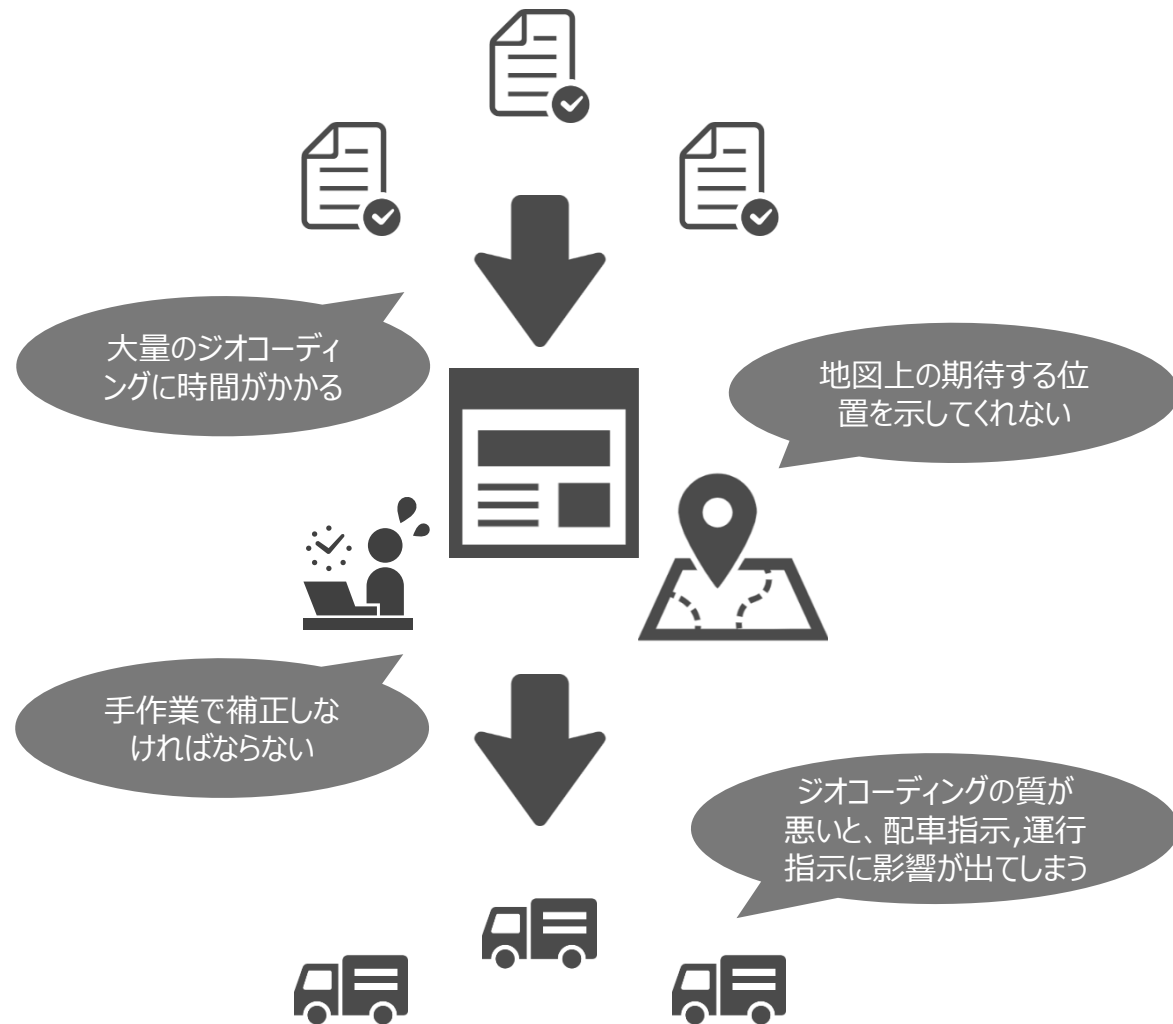 大量のジオコーディ
ングに時間がかかる
地図上の期待する位
置を示してくれない
手作業で補正しな
ければならない
ジオコーディングの質が
悪いと、配車指示,運行
指示に影響が出てしまう